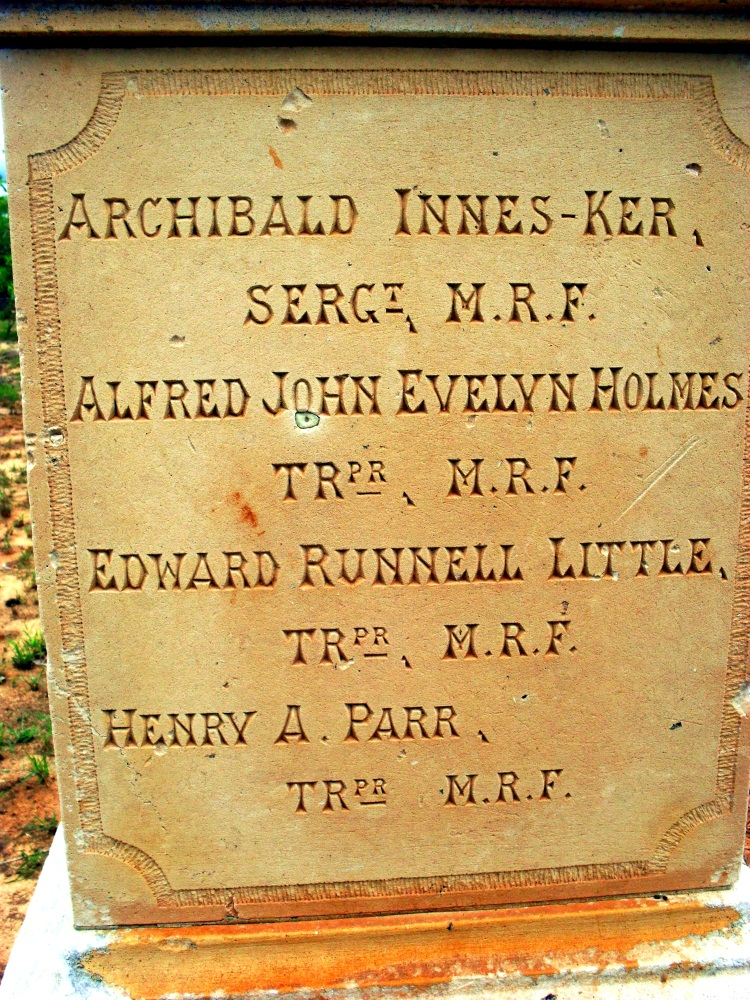 ARCHIBALD INNES-KER,
SERGT, M.R.F.
ALFRED JOHN EVELYN HOLMES
TRPR, M.R.F.
EDWARD RUNNELL LITTLE,
TRPR, M.R.F.
HENRY A. PARR,
TRPR M.R.F.